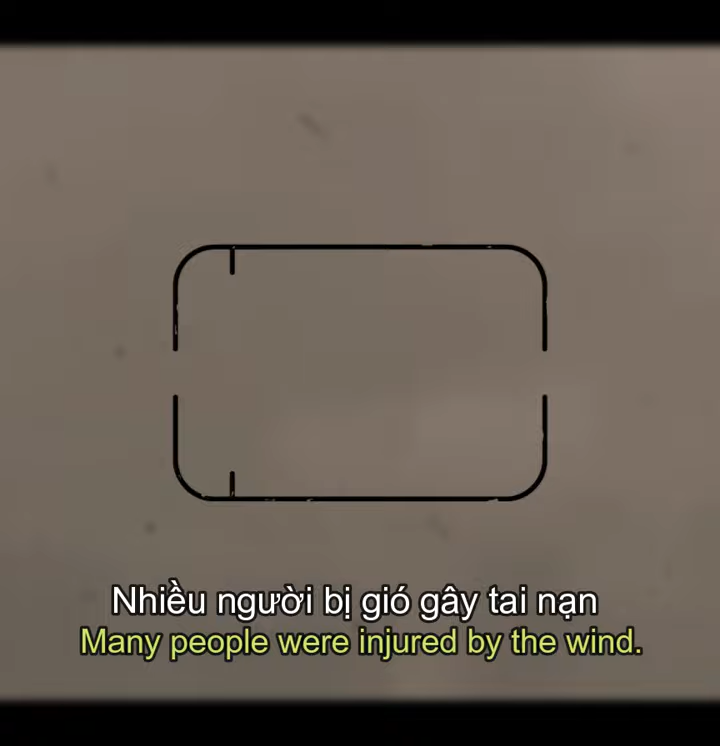 Nhiều người bị gió gây tai nạn
Many people were injured by the wind.